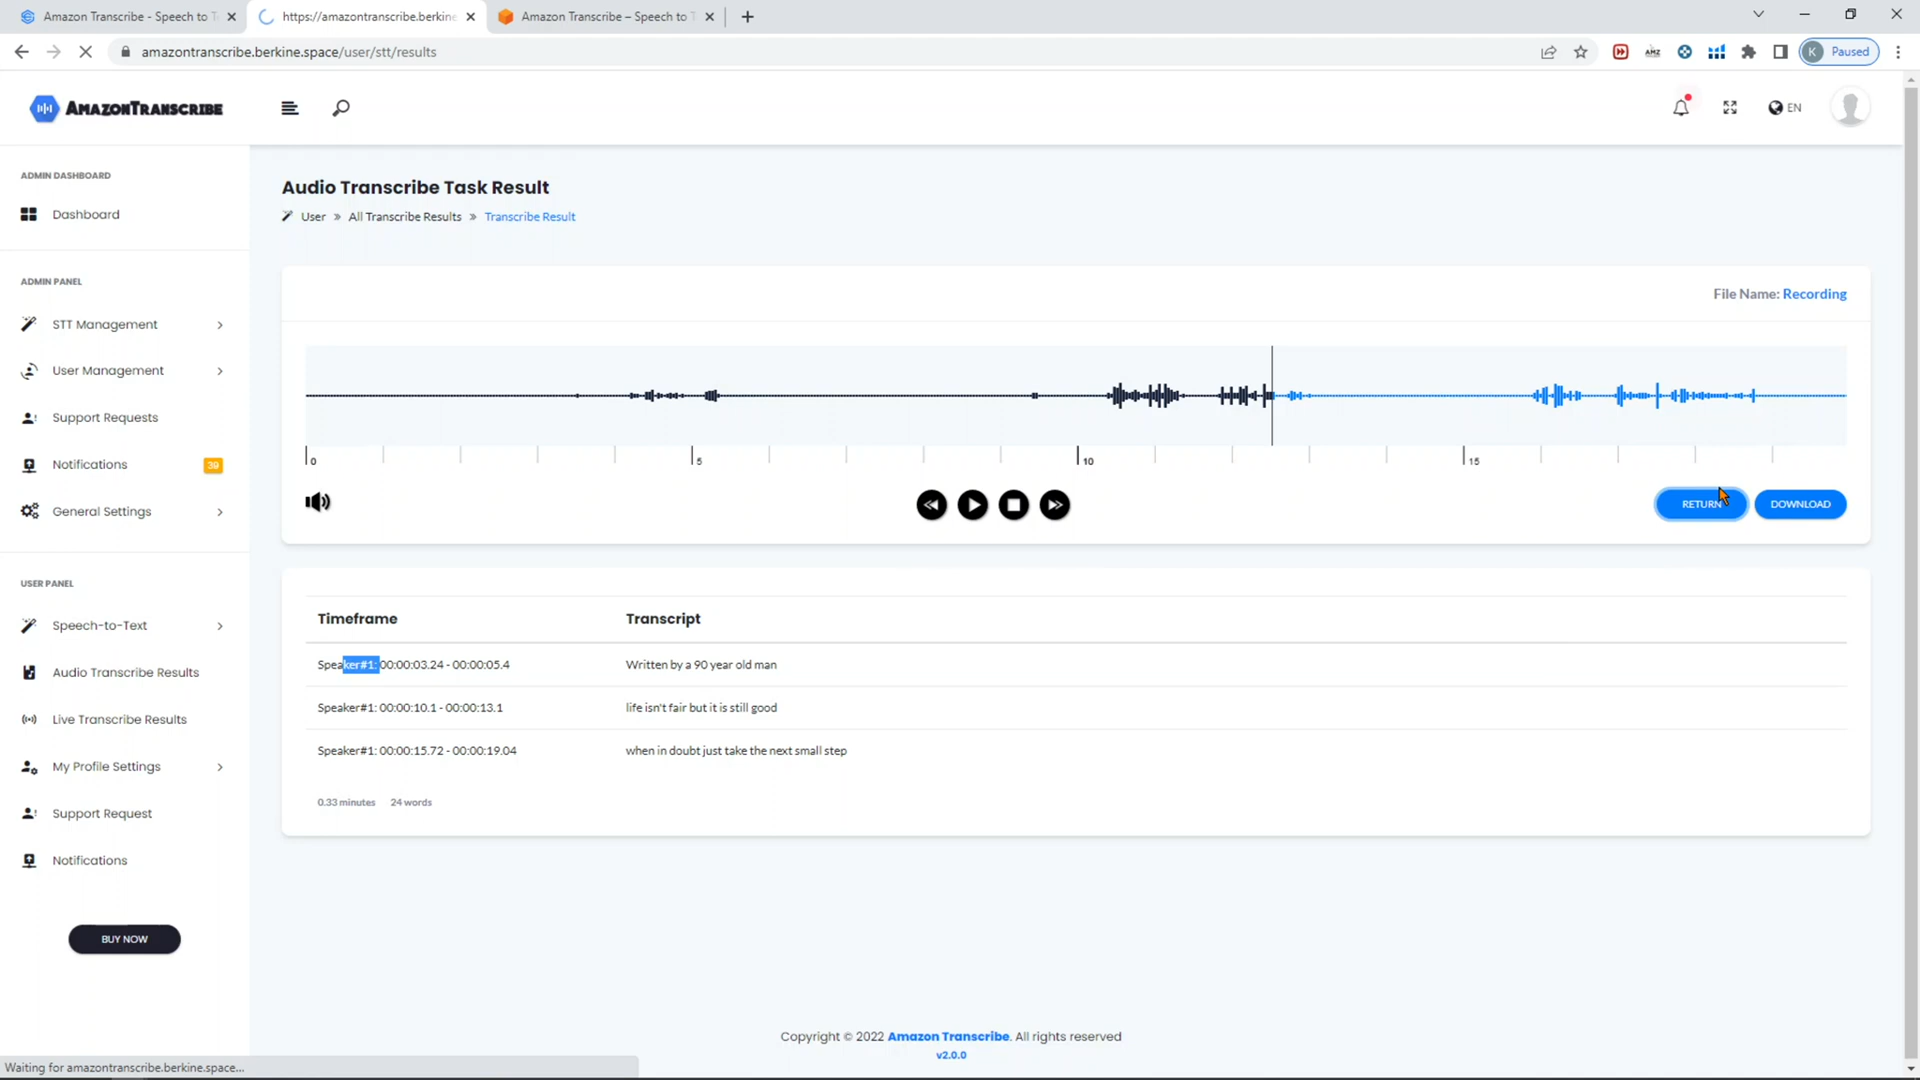 Amazon Transcribe - Speech to T
https://amazontranscribe.berkine
Amazon Transcribe – Speech to T
amazontranscribe.berkine.space/user/stt/results
AMZ
K Paused
AMAZONTRANSCRIBE
EN
ADMIN DASHBOARD
Dashboard
ADMIN PANEL
STT Management
User Management
Support Requests
Notifications 39
General Settings
USER PANEL
Speech-to-Text
Audio Transcribe Results
Live Transcribe Results
My Profile Settings
Support Request
Notifications
BUY NOW
Audio Transcribe Task Result
User » All Transcribe Results » Transcribe Result
File Name: Recording
0 5 10 15
RETURN DOWNLOAD
Timeframe Transcript
Speaker#1: 00:00:03.24 - 00:00:05.4 Written by a 90 year old man
Speaker#1: 00:00:10.1 - 00:00:13.1 life isn't fair but it is still good
Speaker#1: 00:00:15.72 - 00:00:19.04 when in doubt just take the next small step
0.33 minutes 24 words
Copyright © 2022 Amazon Transcribe. All rights reserved
v2.0.0
Waiting for amazontranscribe.berkine.space...